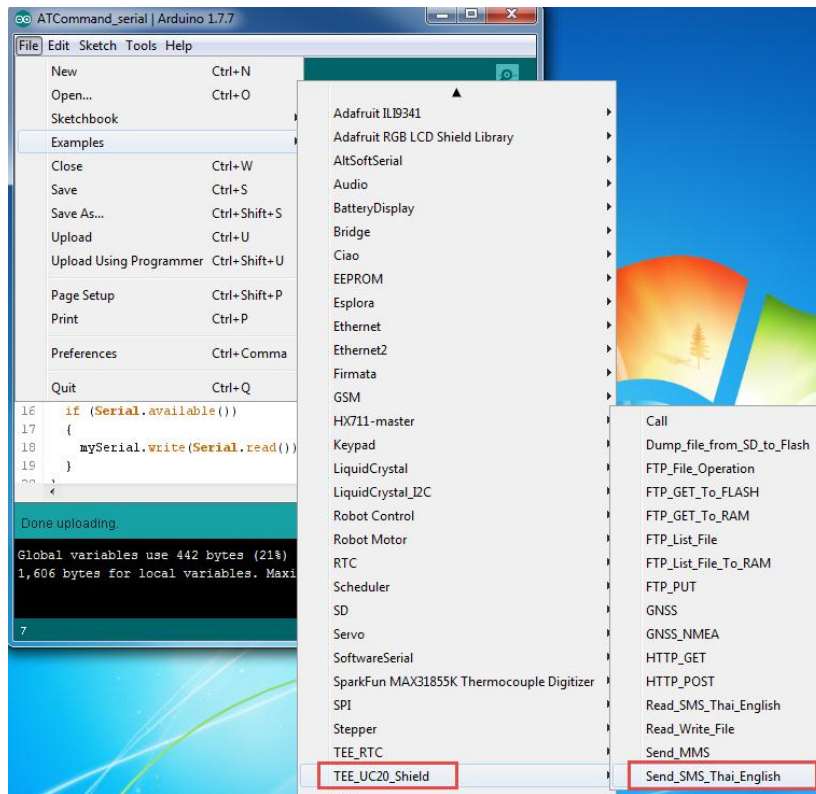 ATCommand_serial | Arduino 1.7.7
File Edit Sketch Tools Help
New Ctrl+N
Open... Ctrl+O
Sketchbook
Examples
Close Ctrl+W
Save Ctrl+S
Save As... Ctrl+Shift+S
Upload Ctrl+U
Upload Using Programmer Ctrl+Shift+U
Page Setup Ctrl+Shift+P
Print Ctrl+P
Preferences Ctrl+Comma
Quit Ctrl+Q
16 if (Serial.available())
17 {
18 mySerial.write(Serial.read())
19 }
Done uploading.
Global variables use 442 bytes (21%)
1,606 bytes for local variables. Maxi
7
Adafruit ILI9341
Adafruit RGB LCD Shield Library
AltSoftSerial
Audio
BatteryDisplay
Bridge
Ciao
EEPROM
Esplora
Ethernet
Ethernet2
Firmata
GSM
HX711-master
Keypad
LiquidCrystal
LiquidCrystal_I2C
Robot Control
Robot Motor
RTC
Scheduler
SD
Servo
SoftwareSerial
SparkFun MAX31855K Thermocouple Digitizer
SPI
Stepper
TEE_RTC
TEE_UC20_Shield
Call
Dump_file_from_SD_to_Flash
FTP_File_Operation
FTP_GET_To_FLASH
FTP_GET_To_RAM
FTP_List_File
FTP_List_File_To_RAM
FTP_PUT
GNSS
GNSS_NMEA
HTTP_GET
HTTP_POST
Read_SMS_Thai_English
Read_Write_File
Send_MMS
Send_SMS_Thai_English